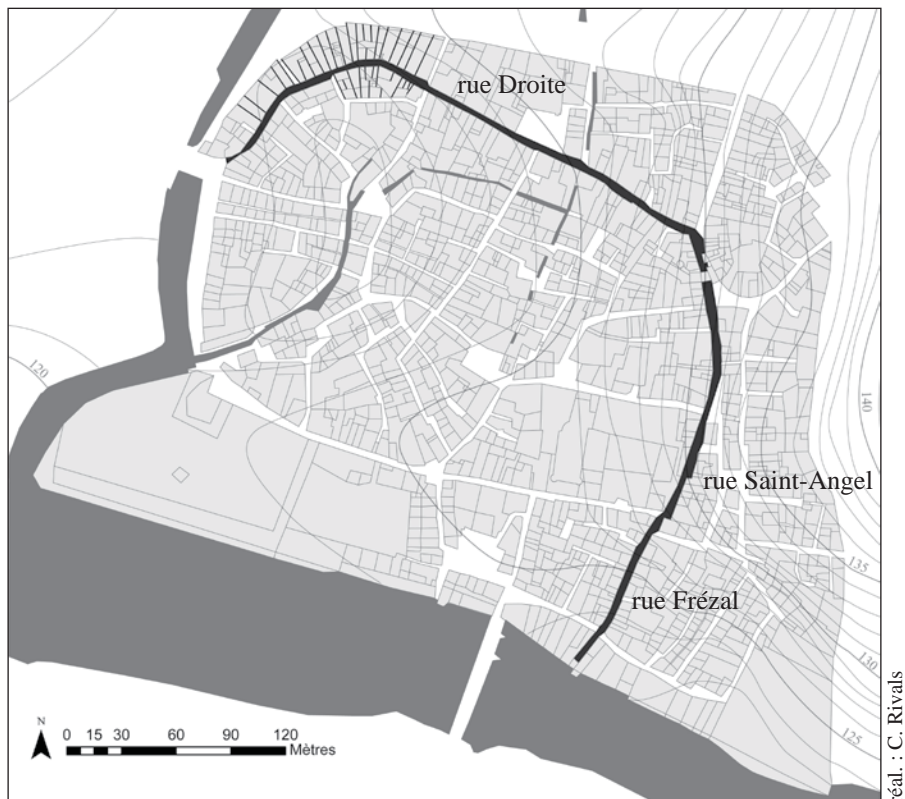 rue Droite
120
140
rue Saint-Angel
135
rue Frézal
130
125
N
0 15 30 60 90 120
Mètres
réal. : C. Rivals